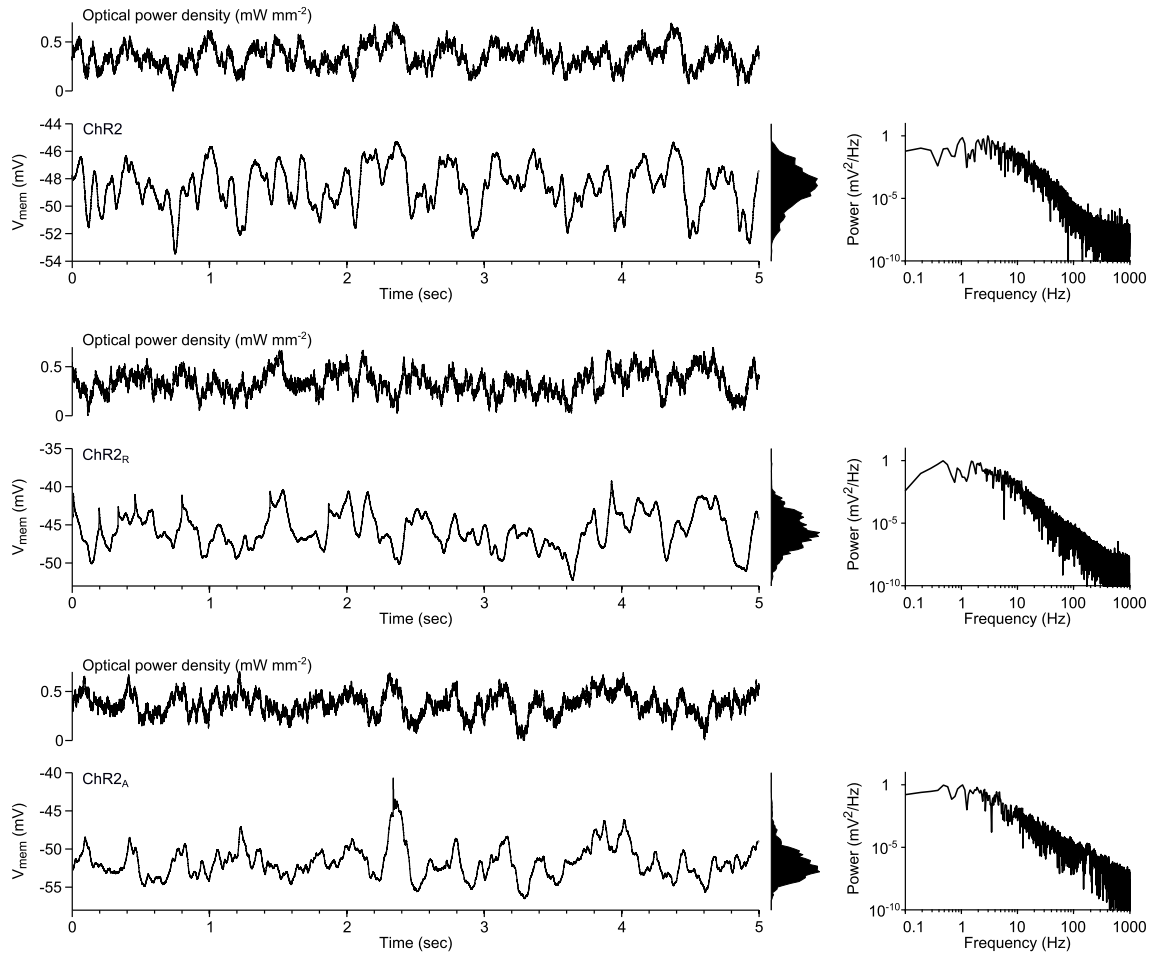 Optical power density (mW mm-2)
0.5
0
ChR2
-44
-46
-48
-50
-52
-54
Vmem (mV)
0 1 2 3 4 5
Time (sec)
1
10-5
10-10
Power (mV2/Hz)
0.1 1 10 100 1000
Frequency (Hz)
Optical power density (mW mm-2)
0.5
0
ChR2R
-35
-40
-45
-50
Vmem (mV)
0 1 2 3 4 5
Time (sec)
1
10-5
10-10
Power (mV2/Hz)
0.1 1 10 100 1000
Frequency (Hz)
Optical power density (mW mm-2)
0.5
0
ChR2A
-40
-45
-50
-55
Vmem (mV)
0 1 2 3 4 5
Time (sec)
1
10-5
10-10
Power (mV2/Hz)
0.1 1 10 100 1000
Frequency (Hz)